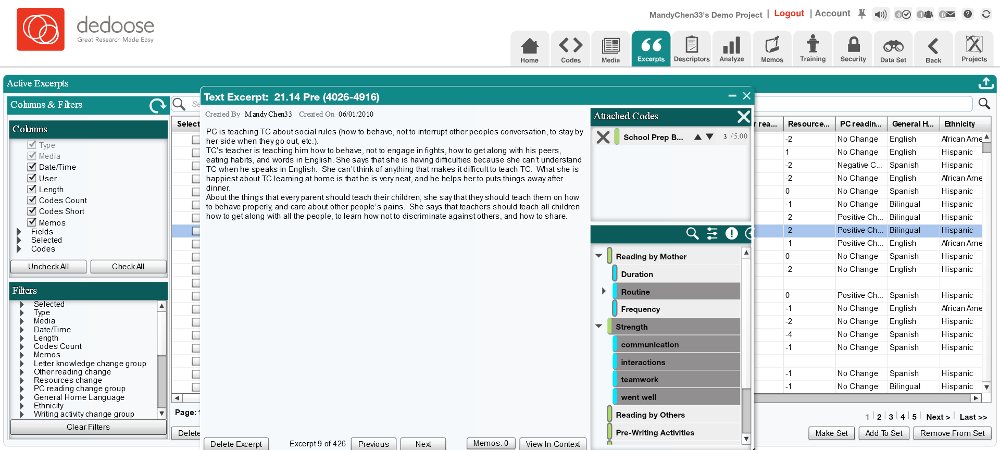 dedoose
Great Research Made Easy
MandyChen33's Demo Project | Logout | Account
Home
Codes
Media
Excerpts
Descriptors
Analyze
Memos
Training
Security
Data Set
Back
Projects
Active Excerpts
Columns & Filters
Columns
Type
Media
Date/Time
User
Length
Codes Count
Codes Short
Memos
Fields
Selected
Codes
Uncheck All
Check All
Filters
Selected
Type
Media
Date/Time
Length
Codes Count
Memos
Letter knowledge change group
Other reading change
Resources change
PC reading change group
General Home Language
Ethnicity
Writing activity change group
Clear Filters
Text Excerpt: 21.14 Pre (4026-4916)
Created By MandyChen33 Created On 06/01/2010
PC is teaching TC about social rules (how to behave, not to interrupt other peoples conversation, to stay by
her side when they go out, etc.).
TC's teacher is teaching him how to behave, not to engage in fights, how to get along with his peers,
eating habits, and words in English. She says that she is having difficulties because she can't understand
TC when he speaks in English. She can't think of anything that makes it difficult to teach TC. What she is
happiest about TC learning at home is that he is very neat, and he helps her to puts things away after
dinner.
About the things that every parent should teach their children, she say that they should teach them on how
to behave properly, and care about other people's pains. She says that teachers should teach all children
how to get along with all the people, to learn how not to discriminate against others, and how to share.
Delete Excerpt
Excerpt 9 of 426
Previous
Next
Memos: 0
View In Context
Attached Codes
School Prep B... 3 /5.00
Reading by Mother
Duration
Routine
Frequency
Strength
communication
interactions
teamwork
went well
Reading by Others
Pre-Writing Activities
Resource... PC readin... General H... Ethnicity
-2 No Change English African Ame
1 No Change English Hispanic
-2 Negative C... Spanish Hispanic
0 No Change Spanish Hispanic
-1 No Change Bilingual Hispanic
2 Positive Ch... Bilingual Hispanic
2 Positive Ch... Bilingual Hispanic
1 No Change English African Ame
0 No Change Spanish Hispanic
2 No Change English Hispanic
0 Positive Ch... Spanish Hispanic
-1 No Change English African Ame
-2 No Change English Hispanic
-4 No Change Spanish Hispanic
-1 No Change Bilingual Hispanic
-1 No Change Spanish Hispanic
-1 No Change Bilingual Hispanic
1 | 2 | 3 | 4 | 5 Next > Last >>
Make Set
Add To Set
Remove From Set